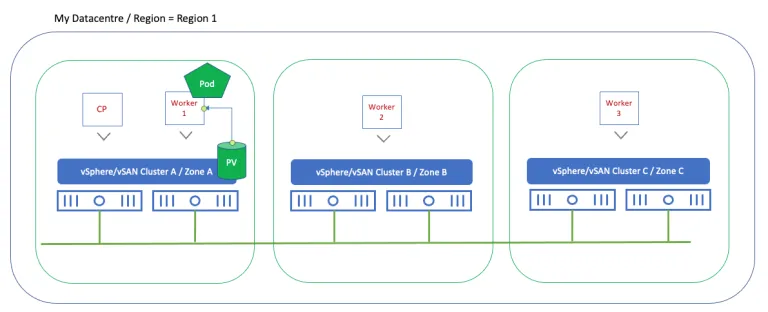 My Datacentre / Region = Region 1
Pod
CP
Worker
1
PV
vSphere/vSAN Cluster A / Zone A
Worker
2
vSphere/vSAN Cluster B / Zone B
Worker
3
vSphere/vSAN Cluster C / Zone C